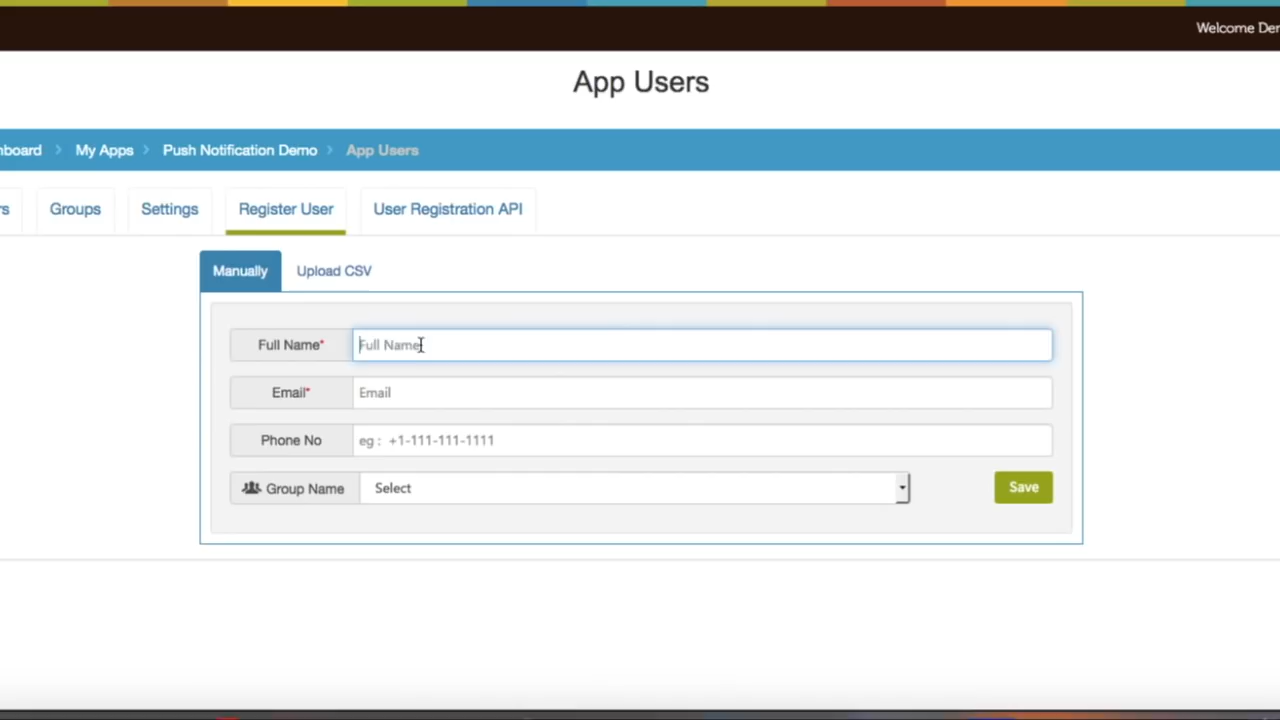 Welcome Der
App Users
board > My Apps > Push Notification Demo > App Users
Groups Settings Register User User Registration API
Manually Upload CSV
Full Name* Full Name
Email* Email
Phone No eg : +1-111-111-1111
Group Name Select Save